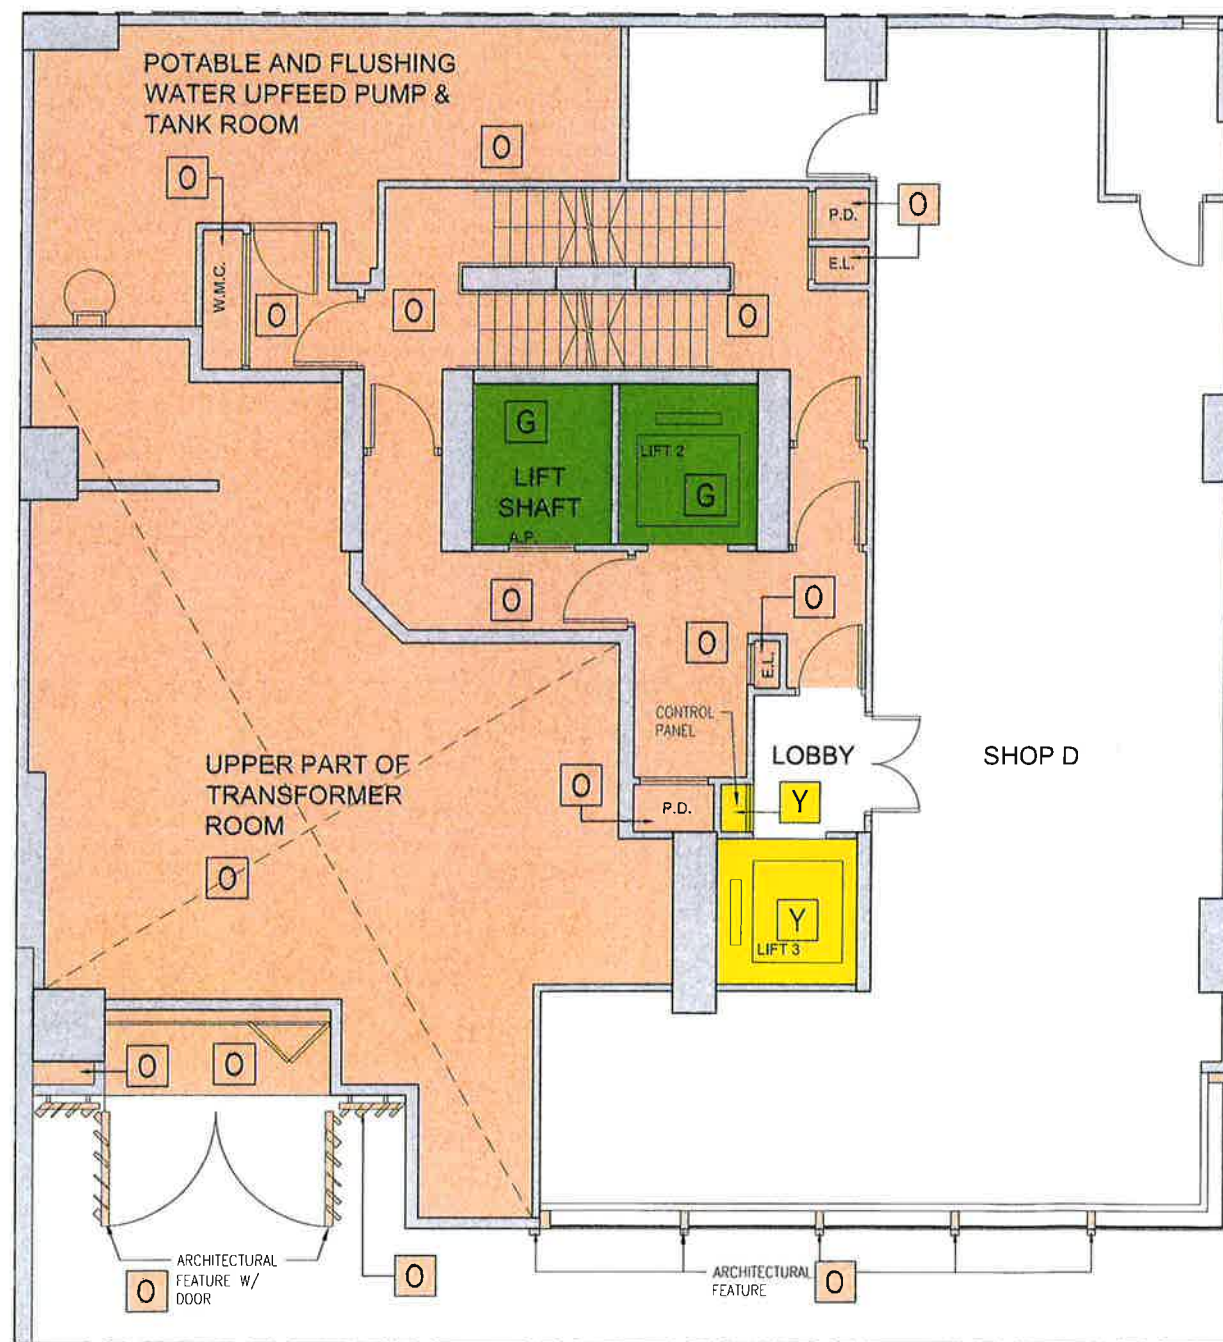 POTABLE AND FLUSHING
WATER UPFEED PUMP &
TANK ROOM
O
O
O
P.D.
E.L.
W.M.C.
O
O
O
G
LIFT
SHAFT
A.P.
LIFT 2
G
O
O
O
E.L.
CONTROL
PANEL
LOBBY
SHOP D
UPPER PART OF
TRANSFORMER
ROOM
O
P.D.
Y
O
Y
LIFT 3
O
O
ARCHITECTURAL
FEATURE W/
DOOR
O
O
ARCHITECTURAL
FEATURE
O